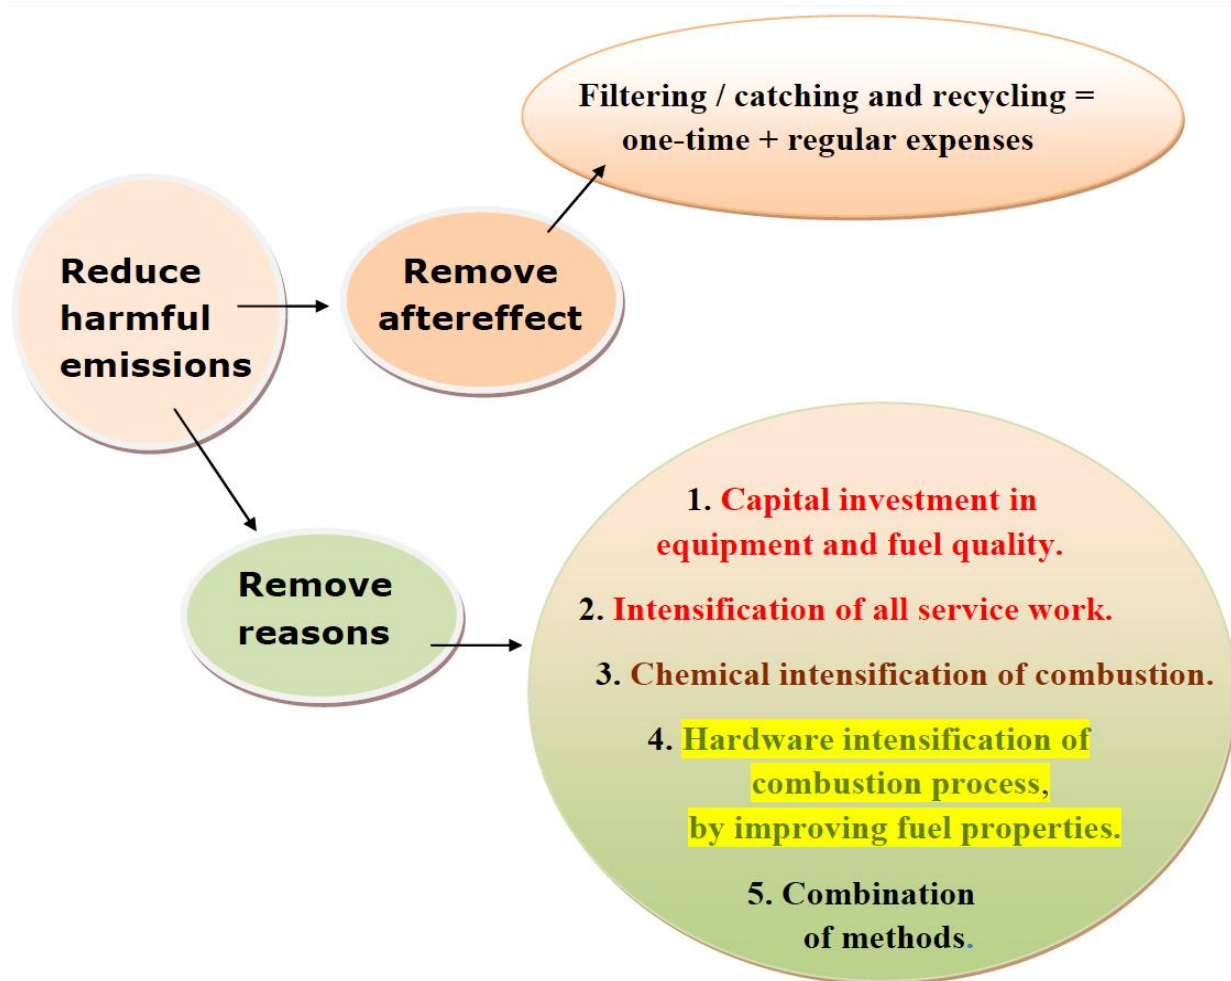 Filtering / catching and recycling =
one-time + regular expenses
Reduce
harmful
emissions
Remove
aftereffect
Remove
reasons
1. Capital investment in
equipment and fuel quality.
2. Intensification of all service work.
3. Chemical intensification of combustion.
4. Hardware intensification of
combustion process,
by improving fuel properties.
5. Combination
of methods.